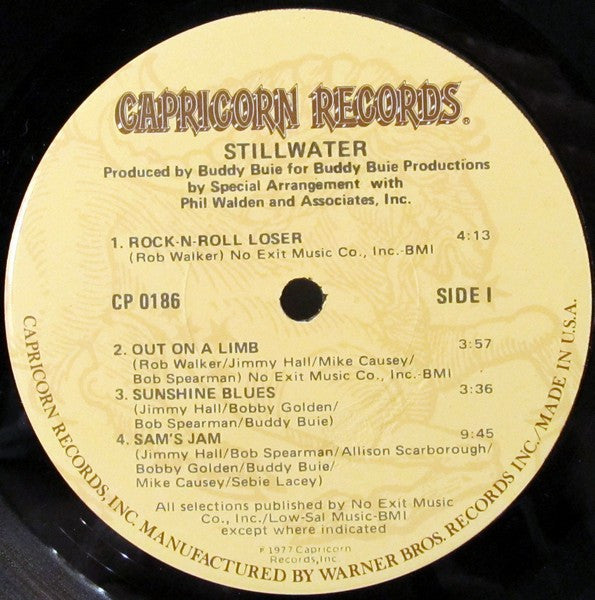 CAPRICORN RECORDS®
STILLWATER
Produced by Buddy Buie for Buddy Buie Productions
by Special Arrangement with
Phil Walden and Associates, Inc.
1. ROCK-N-ROLL LOSER 4:13
(Rob Walker) No Exit Music Co., Inc.-BMI
CP 0186 SIDE I
2. OUT ON A LIMB 3:57
(Rob Walker/Jimmy Hall/Mike Causey/
Bob Spearman) No Exit Music Co., Inc.-BMI
3. SUNSHINE BLUES 3:36
(Jimmy Hall/Bobby Golden/
Bob Spearman/Buddy Buie)
4. SAM'S JAM 9:45
(Jimmy Hall/Bob Spearman/Allison Scarborough/
Bobby Golden/Buddy Buie/
Mike Causey/Sebie Lacey)
All selections published by No Exit Music
Co., Inc./Low-Sal Music-BMI
except where indicated
℗ 1977 Capricorn
Records, Inc
CAPRICORN RECORDS, INC. MANUFACTURED BY WARNER BROS. RECORDS INC./MADE IN U.S.A.